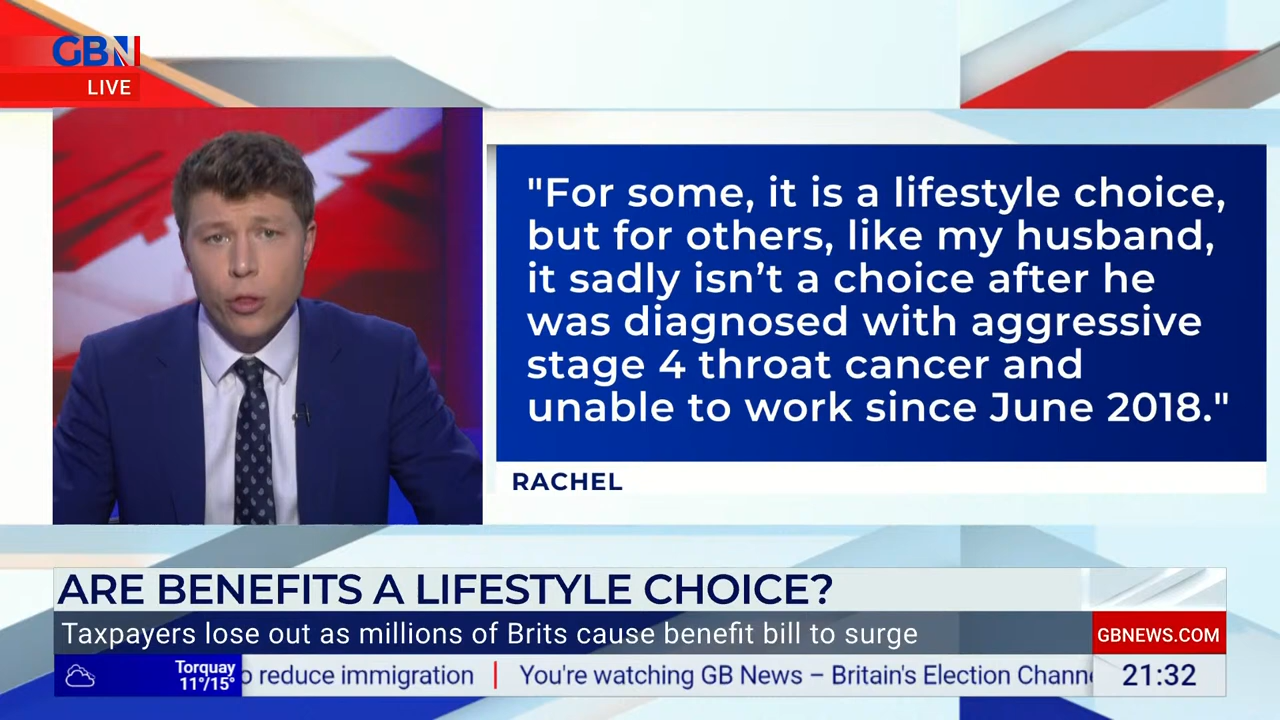 GBN
LIVE
"For some, it is a lifestyle choice,
but for others, like my husband,
it sadly isn't a choice after he
was diagnosed with aggressive
stage 4 throat cancer and
unable to work since June 2018."
RACHEL
ARE BENEFITS A LIFESTYLE CHOICE?
Taxpayers lose out as millions of Brits cause benefit bill to surge
GBNEWS.COM
Torquay
11°/15°
o reduce immigration | You're watching GB News – Britain's Election Chann
21:32